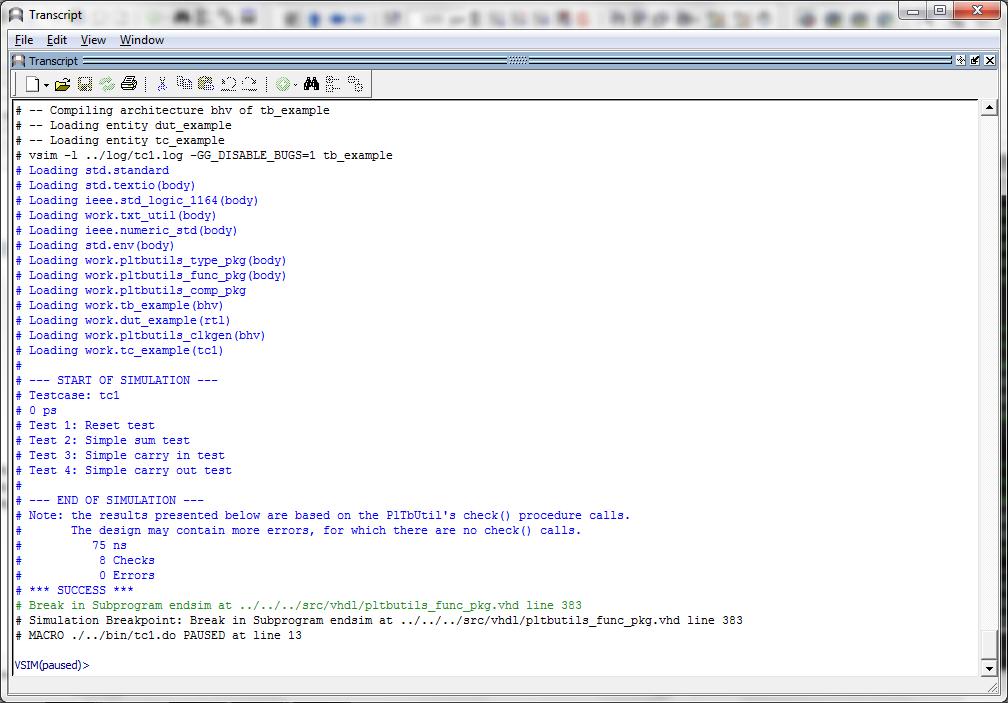 Transcript
File Edit View Window
Transcript
# -- Compiling architecture bhv of tb_example
# -- Loading entity dut_example
# -- Loading entity tc_example
# vsim -l ../log/tc1.log -GG_DISABLE_BUGS=1 tb_example
# Loading std.standard
# Loading std.textio(body)
# Loading ieee.std_logic_1164(body)
# Loading work.txt_util(body)
# Loading ieee.numeric_std(body)
# Loading std.env(body)
# Loading work.pltbutils_type_pkg(body)
# Loading work.pltbutils_func_pkg(body)
# Loading work.pltbutils_comp_pkg
# Loading work.tb_example(bhv)
# Loading work.dut_example(rtl)
# Loading work.pltbutils_clkgen(bhv)
# Loading work.tc_example(tc1)
#
# --- START OF SIMULATION ---
# Testcase: tc1
# 0 ps
# Test 1: Reset test
# Test 2: Simple sum test
# Test 3: Simple carry in test
# Test 4: Simple carry out test
#
# --- END OF SIMULATION ---
# Note: the results presented below are based on the PlTbUtil's check() procedure calls.
#       The design may contain more errors, for which there are no check() calls.
#          75 ns
#           8 Checks
#           0 Errors
# *** SUCCESS ***
# Break in Subprogram endsim at ../../../src/vhdl/pltbutils_func_pkg.vhd line 383
# Simulation Breakpoint: Break in Subprogram endsim at ../../../src/vhdl/pltbutils_func_pkg.vhd line 383
# MACRO ./../bin/tc1.do PAUSED at line 13
VSIM(paused)>